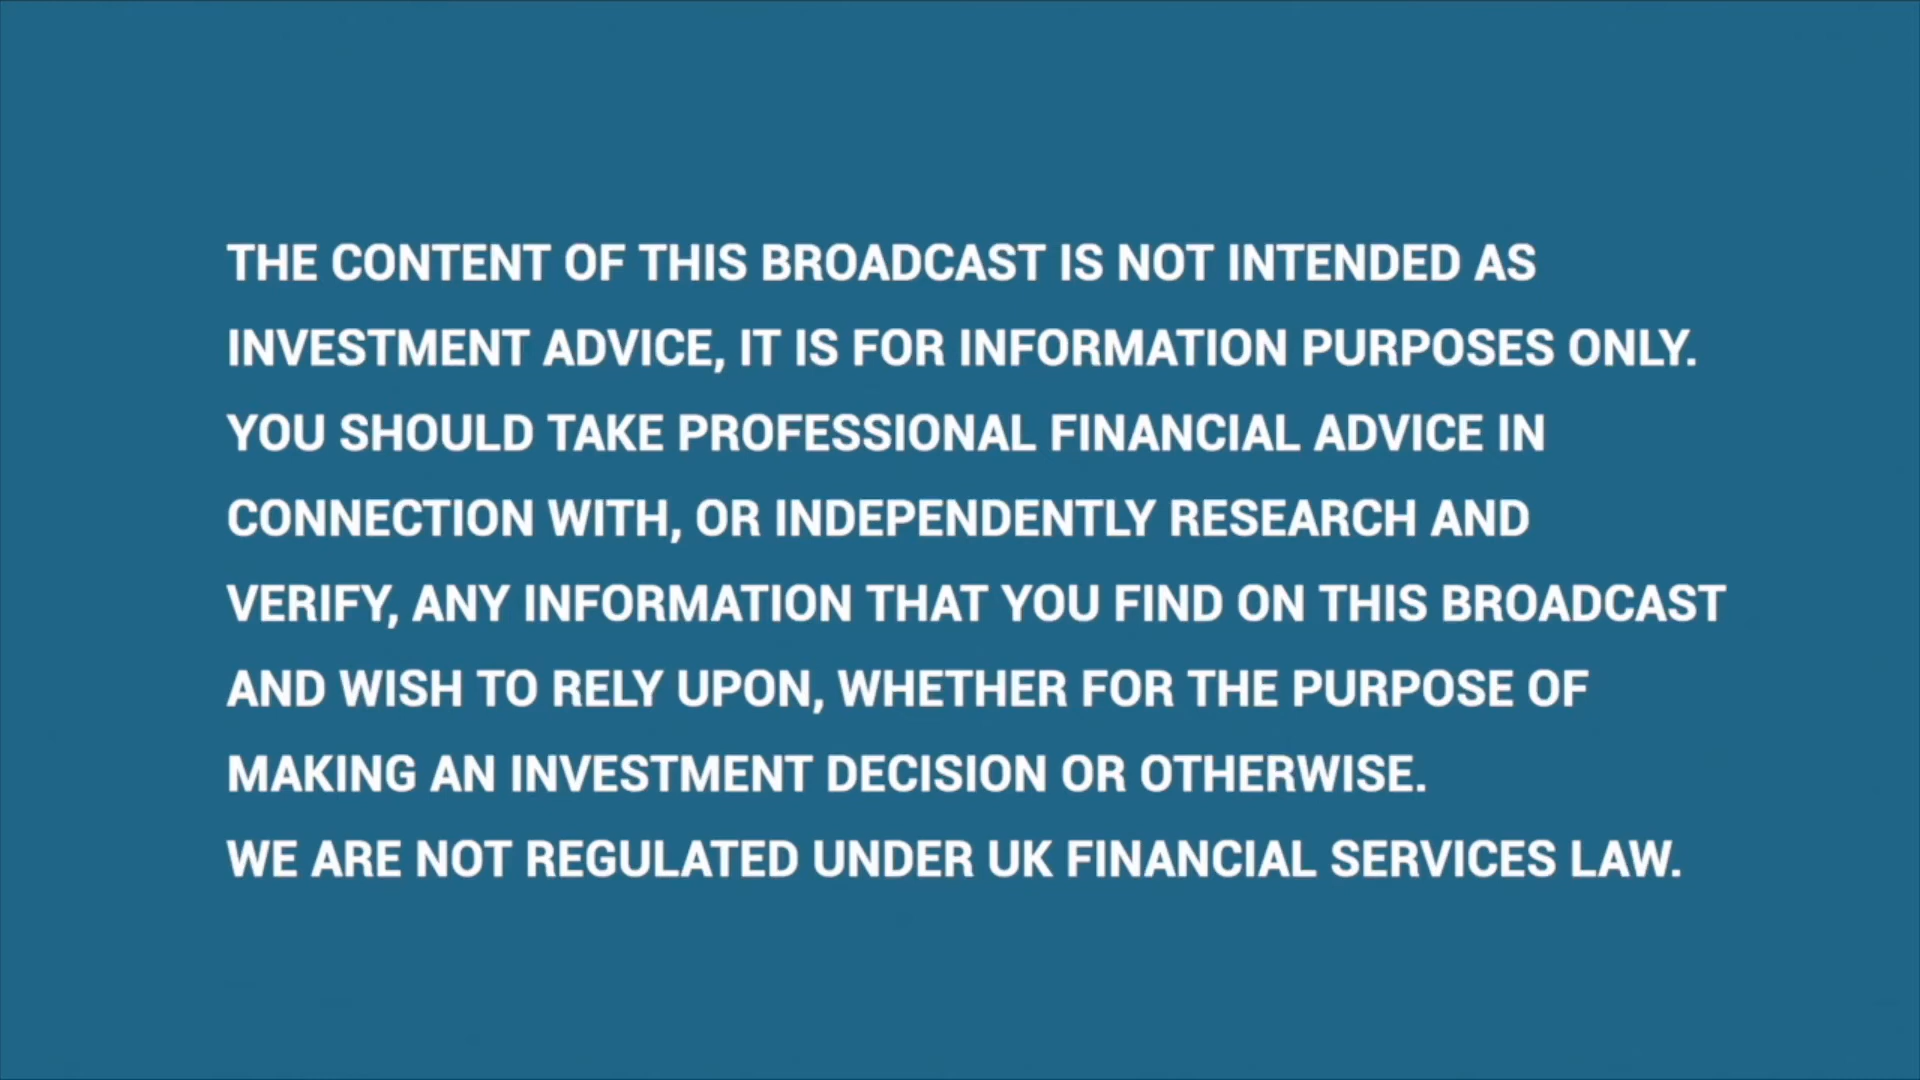 THE CONTENT OF THIS BROADCAST IS NOT INTENDED AS
INVESTMENT ADVICE, IT IS FOR INFORMATION PURPOSES ONLY.
YOU SHOULD TAKE PROFESSIONAL FINANCIAL ADVICE IN
CONNECTION WITH, OR INDEPENDENTLY RESEARCH AND
VERIFY, ANY INFORMATION THAT YOU FIND ON THIS BROADCAST
AND WISH TO RELY UPON, WHETHER FOR THE PURPOSE OF
MAKING AN INVESTMENT DECISION OR OTHERWISE.
WE ARE NOT REGULATED UNDER UK FINANCIAL SERVICES LAW.